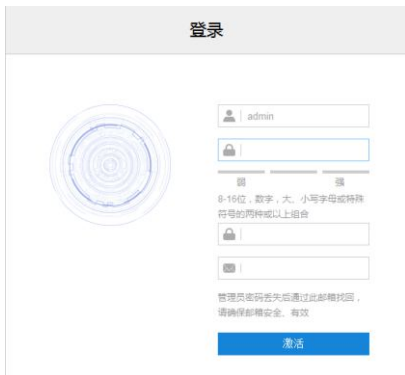 登录
admin
弱 强
8-16位，数字，大、小写字母或特殊
符号的两种或以上组合
管理员密码丢失后通过此邮箱找回，
请确保邮箱安全、有效
激活